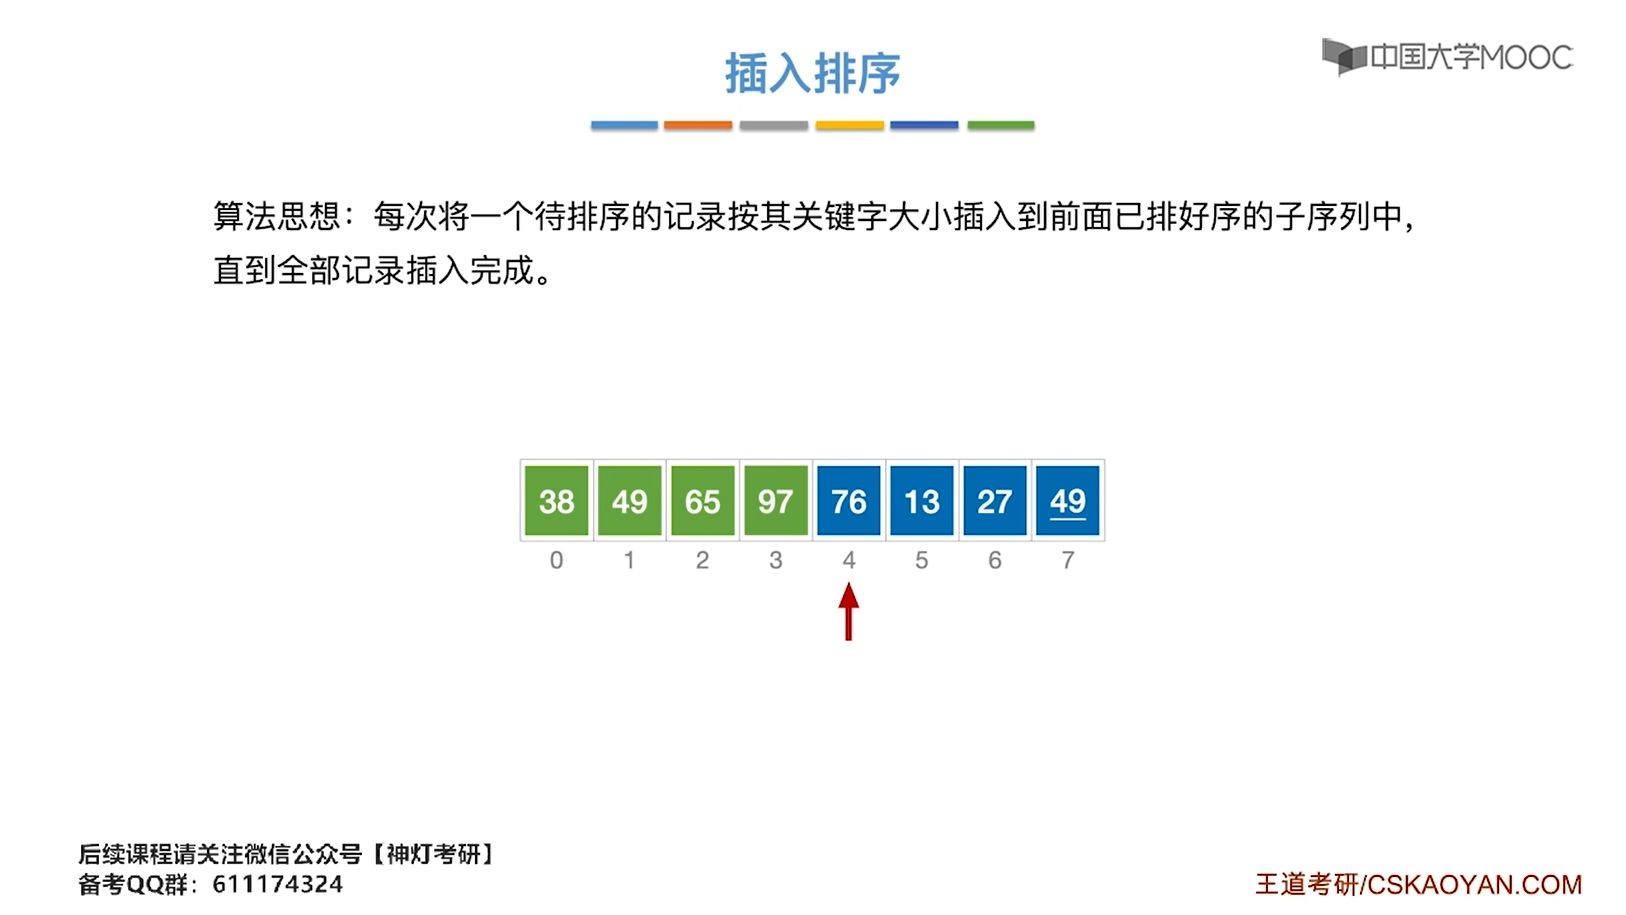 插入排序
中国大学MOOC
算法思想：每次将一个待排序的记录按其关键字大小插入到前面已排好序的子序列中，
直到全部记录插入完成。
38 49 65 97 76 13 27 49
0 1 2 3 4 5 6 7
后续课程请关注微信公众号【神灯考研】
备考QQ群：611174324
王道考研/CSKAOYAN.COM